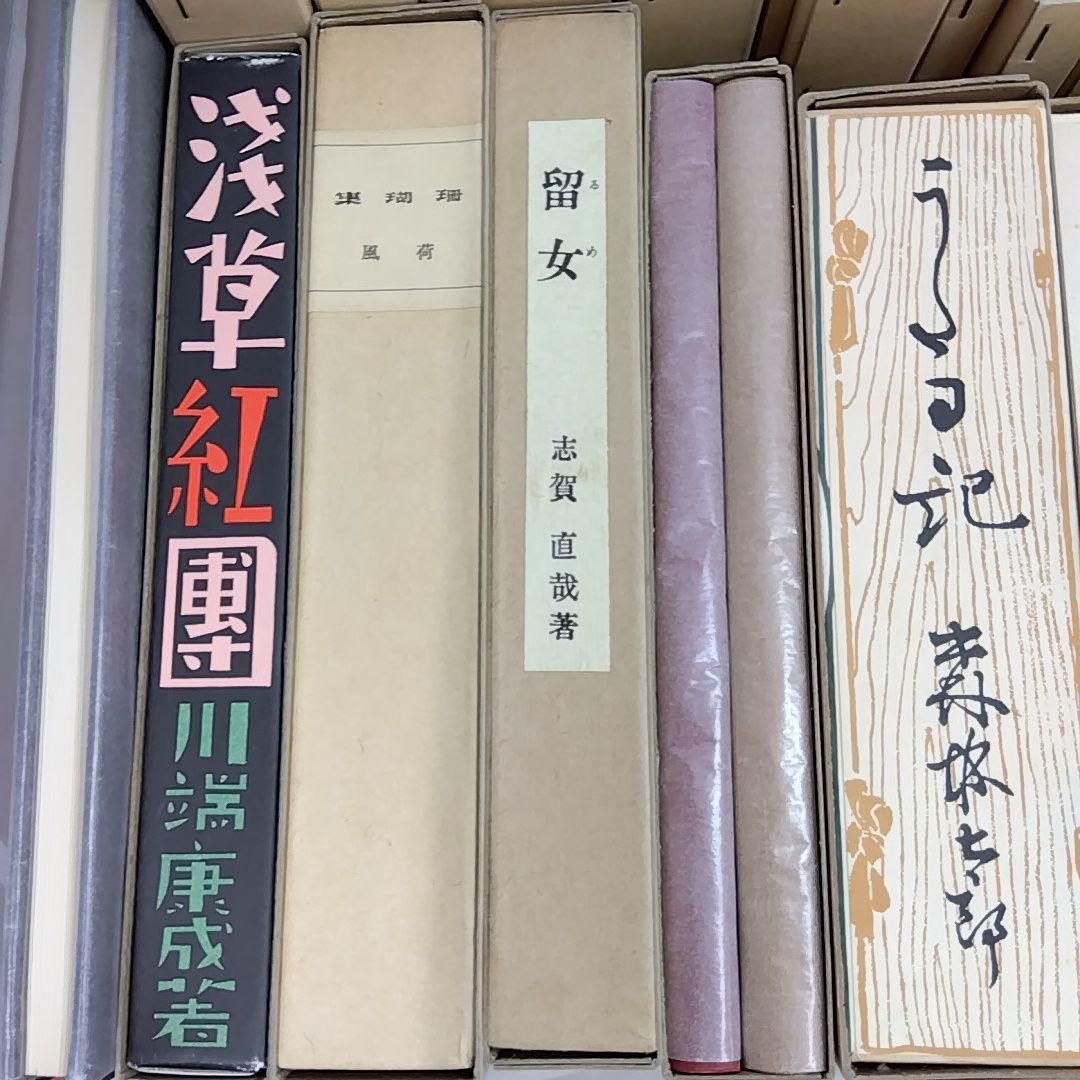 浅草紅團
川端康成著
珊瑚集
荷風
留女
るめ
志賀直哉著
うた日記
森林太郎